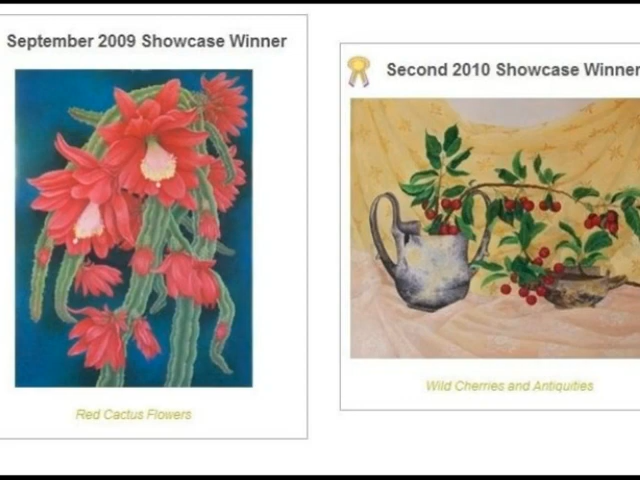 September 2009 Showcase Winner
Second 2010 Showcase Winner
Red Cactus Flowers
Wild Cherries and Antiquities